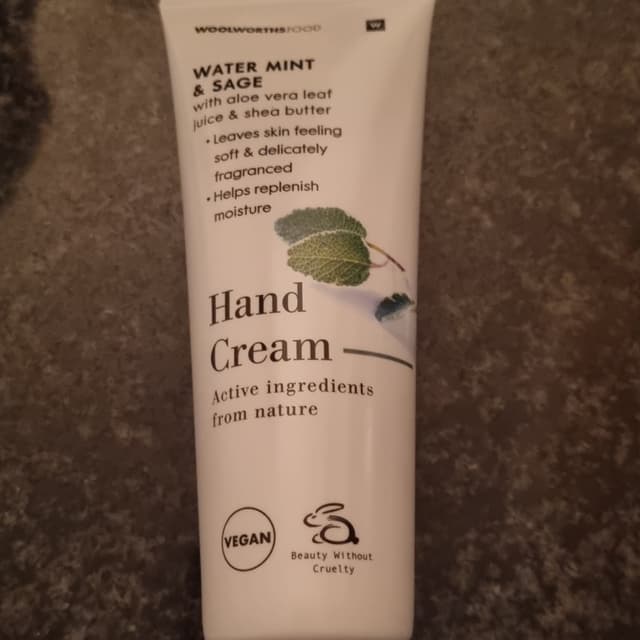 WOOLWORTHSFOOD W
WATER MINT
& SAGE
with aloe vera leaf
juice & shea butter
• Leaves skin feeling
soft & delicately
fragranced
• Helps replenish
moisture
Hand
Cream
Active ingredients
from nature
VEGAN
Beauty Without
Cruelty